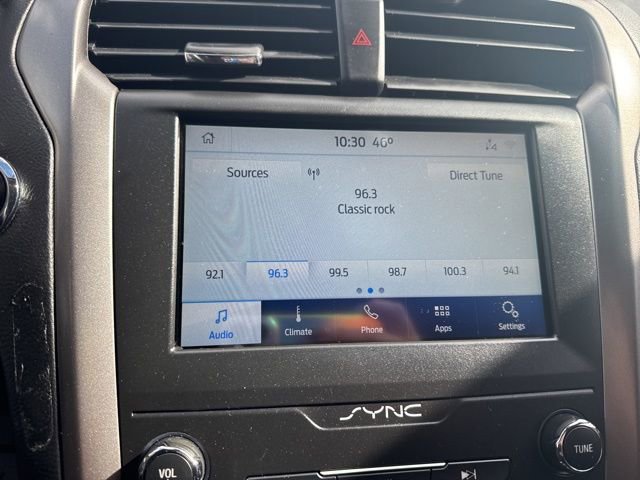 10:30 46°
Sources
Direct Tune
96.3
Classic rock
92.1 96.3 99.5 98.7 100.3 94.1
Audio Climate Phone Apps Settings
SYNC
VOL
TUNE